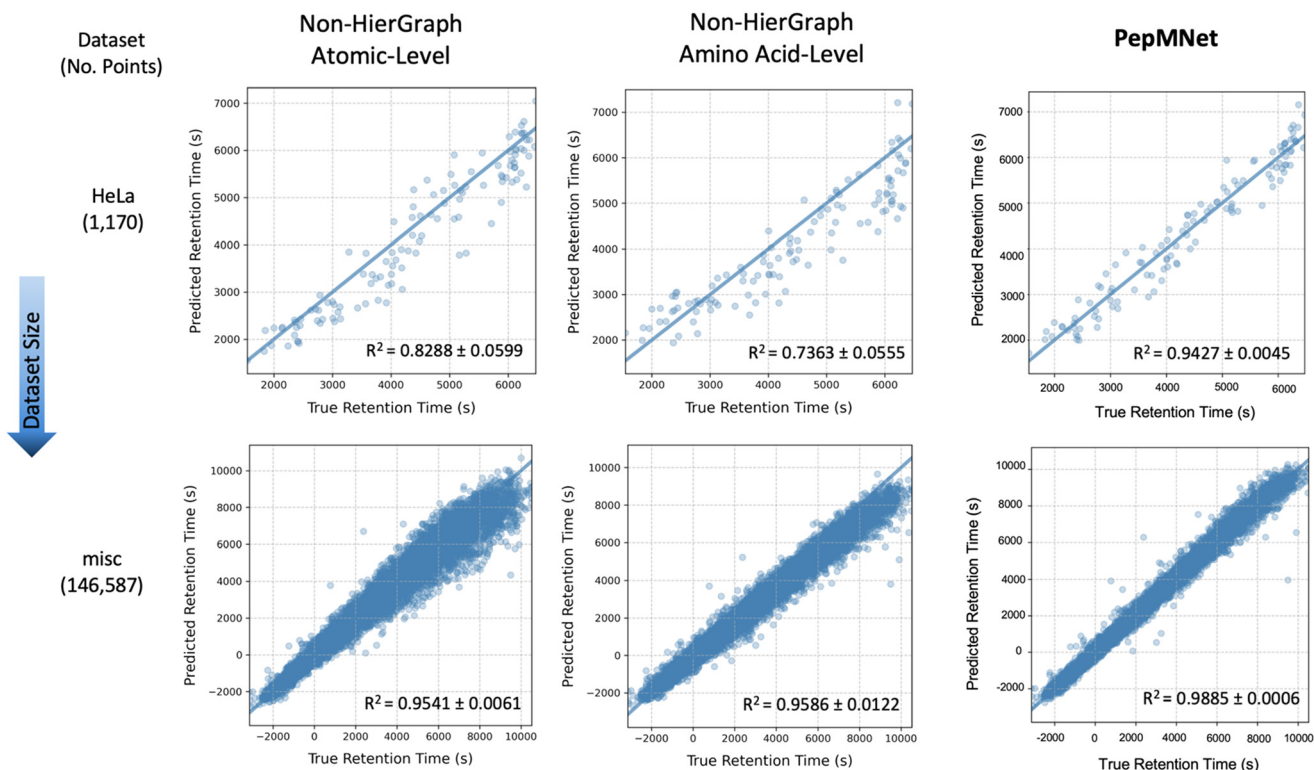 Dataset
(No. Points)
Non-HierGraph
Atomic-Level
Non-HierGraph
Amino Acid-Level
PepMNet
HeLa
(1,170)
Predicted Retention Time (s)
7000
6000
5000
4000
3000
2000
R² = 0.8288 ± 0.0599
2000 3000 4000 5000 6000
True Retention Time (s)
Predicted Retention Time (s)
7000
6000
5000
4000
3000
2000
R² = 0.7363 ± 0.0555
2000 3000 4000 5000 6000
True Retention Time (s)
Predicted Retention Time (s)
7000
6000
5000
4000
3000
2000
R² = 0.9427 ± 0.0045
2000 3000 4000 5000 6000
True Retention Time (s)
Dataset Size
misc
(146,587)
Predicted Retention Time (s)
10000
8000
6000
4000
2000
0
−2000
R² = 0.9541 ± 0.0061
−2000 0 2000 4000 6000 8000 10000
True Retention Time (s)
Predicted Retention Time (s)
10000
8000
6000
4000
2000
0
−2000
R² = 0.9586 ± 0.0122
−2000 0 2000 4000 6000 8000 10000
True Retention Time (s)
Predicted Retention Time (s)
10000
8000
6000
4000
2000
0
-2000
R² = 0.9885 ± 0.0006
-2000 0 2000 4000 6000 8000 10000
True Retention Time (s)